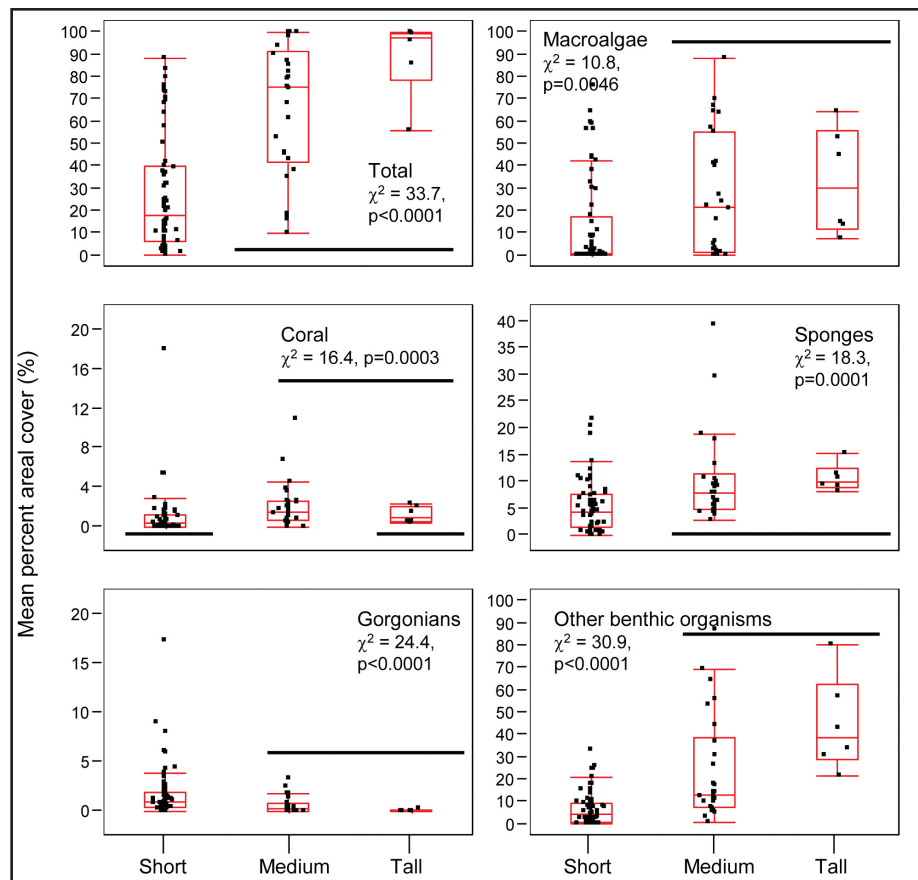 Mean percent areal cover (%)
100
90
80
70
60
50
40
30
20
10
0
Total
χ² = 33.7,
p<0.0001
100
90
80
70
60
50
40
30
20
10
0
Macroalgae
χ² = 10.8,
p=0.0046
20
16
12
8
4
0
Coral
χ² = 16.4, p=0.0003
40
35
30
25
20
15
10
5
0
Sponges
χ² = 18.3,
p=0.0001
20
15
10
5
0
Gorgonians
χ² = 24.4,
p<0.0001
100
90
80
70
60
50
40
30
20
10
0
Other benthic organisms
χ² = 30.9,
p<0.0001
Short Medium Tall
Short Medium Tall